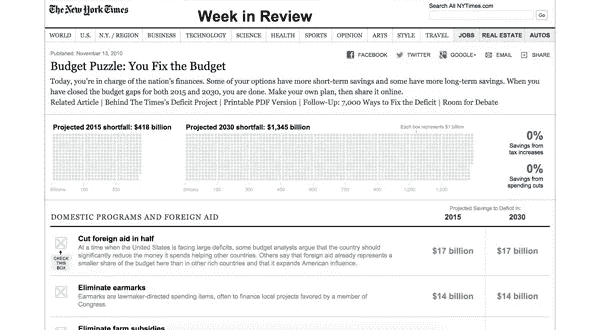 The New York Times
Week in Review
Search All NYTimes.com
Go
WORLD U.S. N.Y. / REGION BUSINESS TECHNOLOGY SCIENCE HEALTH SPORTS OPINION ARTS STYLE TRAVEL JOBS REAL ESTATE AUTOS
Published: November 13, 2010
FACEBOOK TWITTER GOOGLE+ EMAIL SHARE
Budget Puzzle: You Fix the Budget
Today, you're in charge of the nation's finances. Some of your options have more short-term savings and some have more long-term savings. When you
have closed the budget gaps for both 2015 and 2030, you are done. Make your own plan, then share it online.
Related Article | Behind The Times's Deficit Project | Printable PDF Version | Follow-Up: 7,000 Ways to Fix the Deficit | Room for Debate
Projected 2015 shortfall: $418 billion
Projected 2030 shortfall: $1,345 billion
Each box represents $1 billion
0%
Savings from
tax increases
0%
Savings from
spending cuts
Billions
Billions
Projected Savings to Deficit in:
DOMESTIC PROGRAMS AND FOREIGN AID 2015 2030
Cut foreign aid in half
At a time when the United States is facing large deficits, some budget analysts argue that the country should
significantly reduce the money it spends helping other countries. Others say that foreign aid already represents a
smaller share of the budget here than in other rich countries and that it expand American influence.
$17 billion $17 billion
CHECK
THIS
BOX
Eliminate earmarks
Earmarks are lawmaker-directed spending items, often to finance local projects favored by a member of
Congress.
$14 billion $14 billion
Eliminate farm subsidies